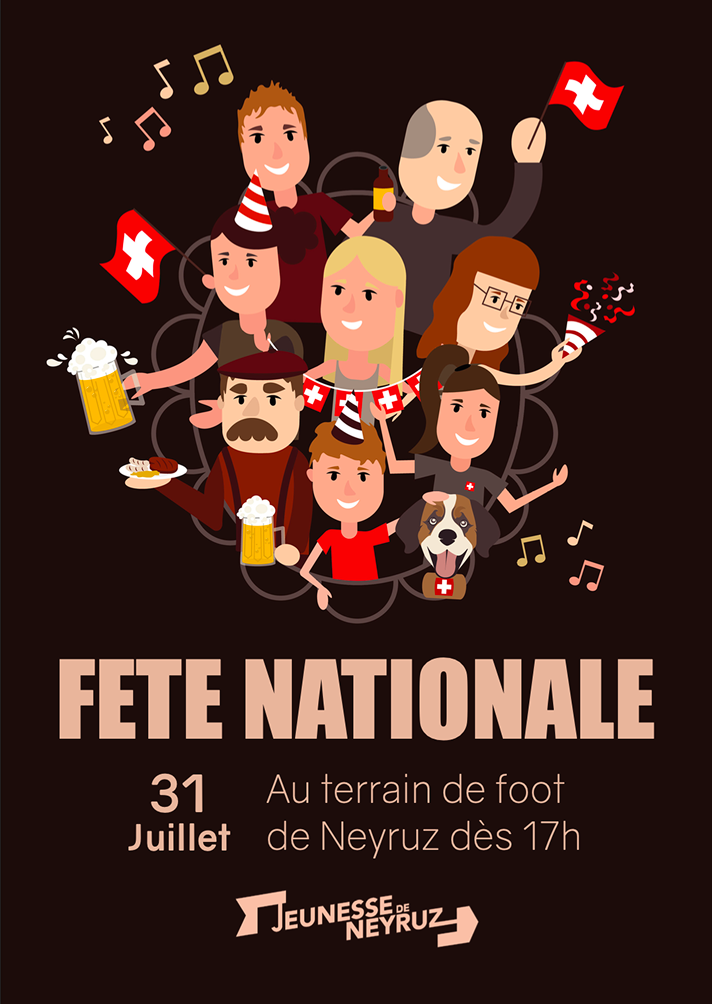 FETE NATIONALE
31
Juillet
Au terrain de foot
de Neyruz dès 17h
JEUNESSE DE
NEYRUZ